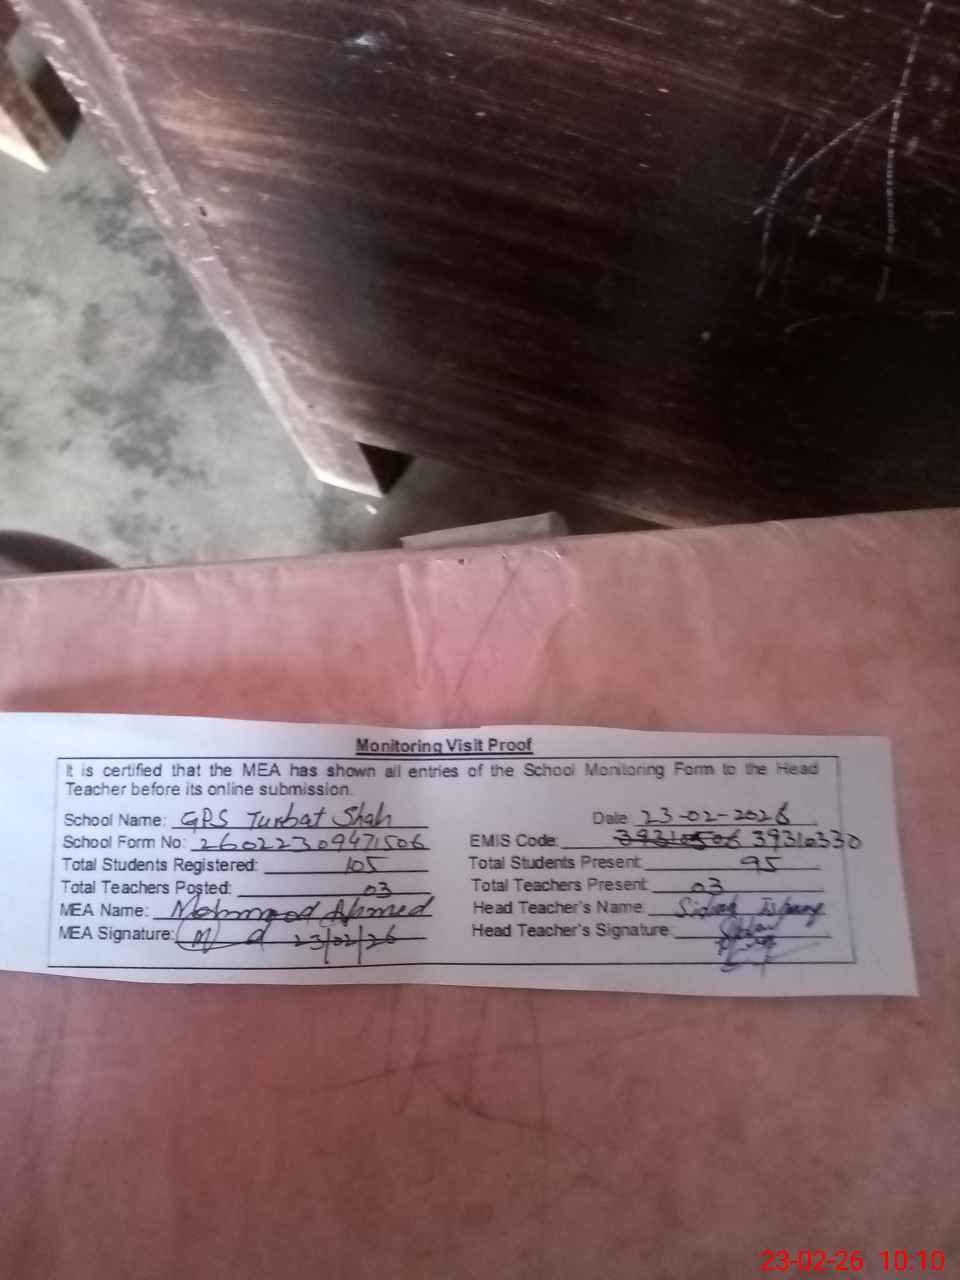 Monitoring Visit Proof
It is certified that the MEA has shown all entries of the School Monitoring Form to the Head
Teacher before its online submission.
School Name: GPS Turbat Shah Date: 23-02-2026
School Form No: 26022309471506 EMIS Code: 39310506 39310330
Total Students Registered: 105 Total Students Present: 95
Total Teachers Posted: 03 Total Teachers Present: 03
MEA Name: Mehmood Ahmed Head Teacher's Name:
MEA Signature: 23/02/26 Head Teacher's Signature:
23-02-26 10:10